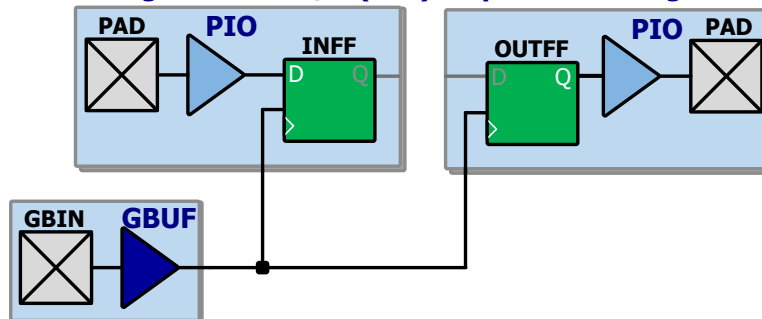 PAD PIO
INFF
D Q
PIO PAD
OUTFF
D Q
GBIN GBUF